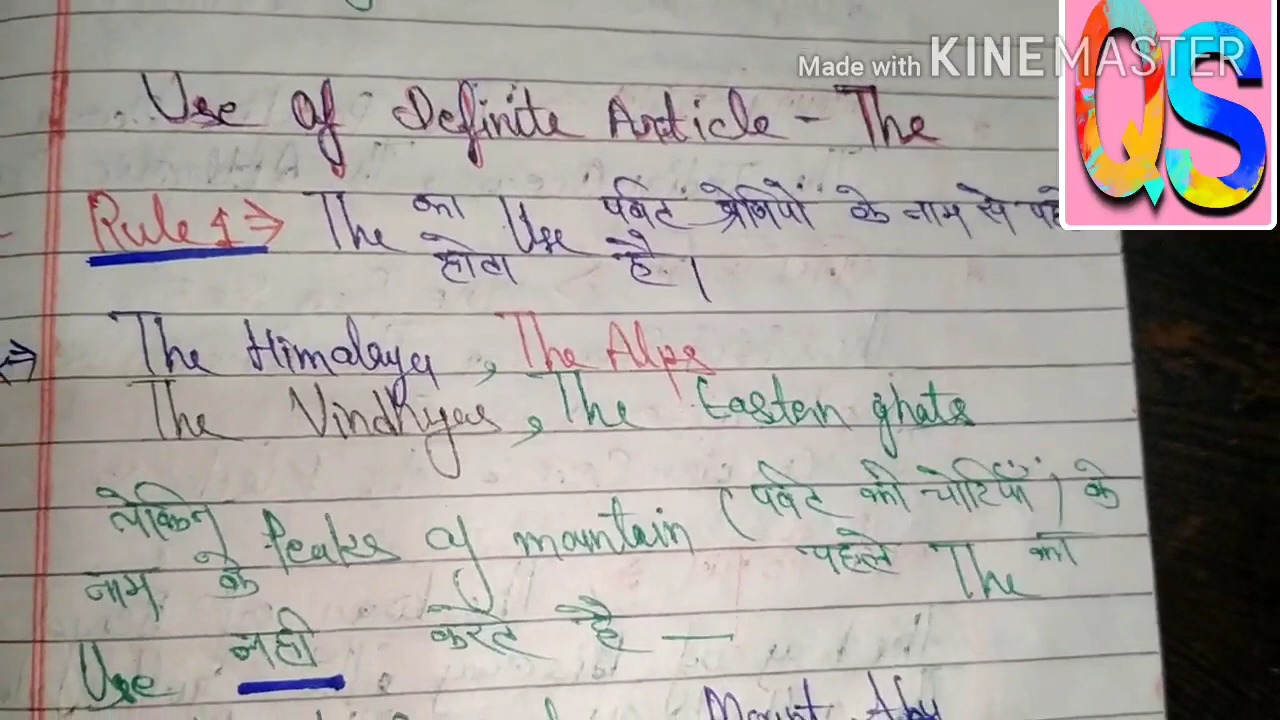 Made with KINEMASTER
QS
Use of Definite Article - The
Rule 1 ⇒ The का Use पर्वत श्रेणियों के नाम से पहले
होता है।
⇒ The Himalaya, The Alps
The Vindhyas, The Eastern ghats
लेकिन Peaks of mountain (पर्वत की चोटियों) के
नाम के पहले The का
Use नही करते है —
Mount Abu